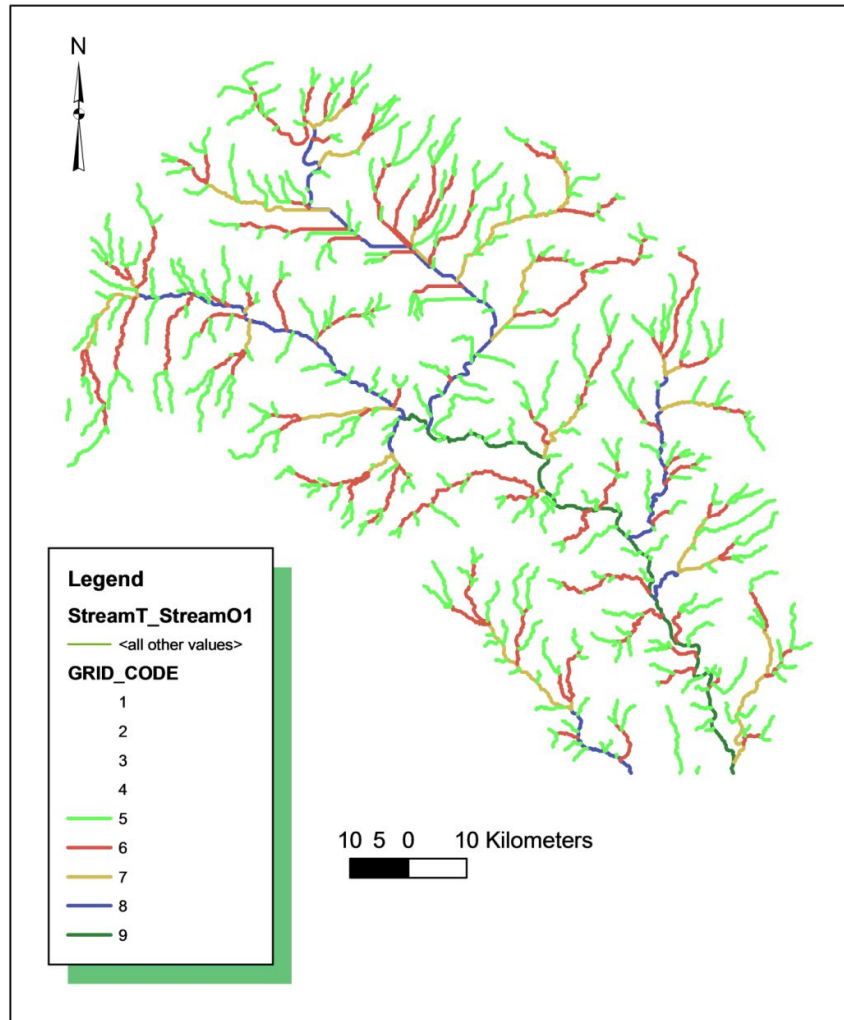 N
Legend
StreamT_StreamO1
<all other values>
GRID_CODE
1
2
3
4
5
6
7
8
9
10 5 0 10 Kilometers